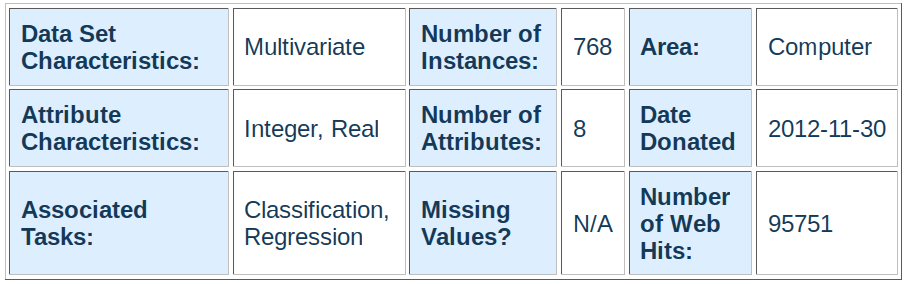 Data Set Characteristics:
Multivariate
Number of Instances:
768
Area:
Computer
Attribute Characteristics:
Integer, Real
Number of Attributes:
8
Date Donated
2012-11-30
Associated Tasks:
Classification, Regression
Missing Values?
N/A
Number of Web Hits:
95751